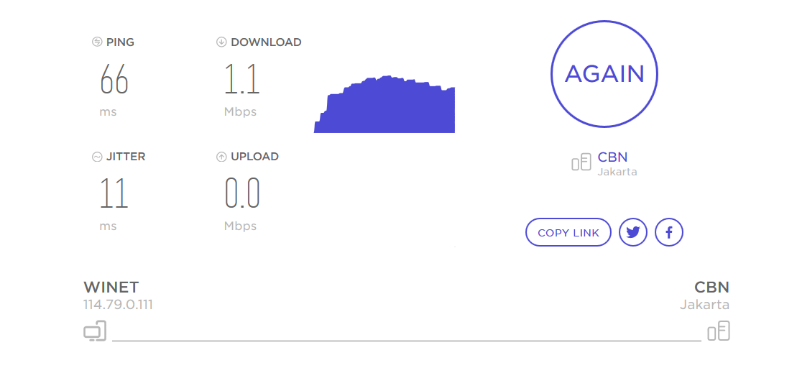 PING
66
ms
DOWNLOAD
1.1
Mbps
JITTER
11
ms
UPLOAD
0.0
Mbps
AGAIN
CBN
Jakarta
COPY LINK
WINET
114.79.0.111
CBN
Jakarta